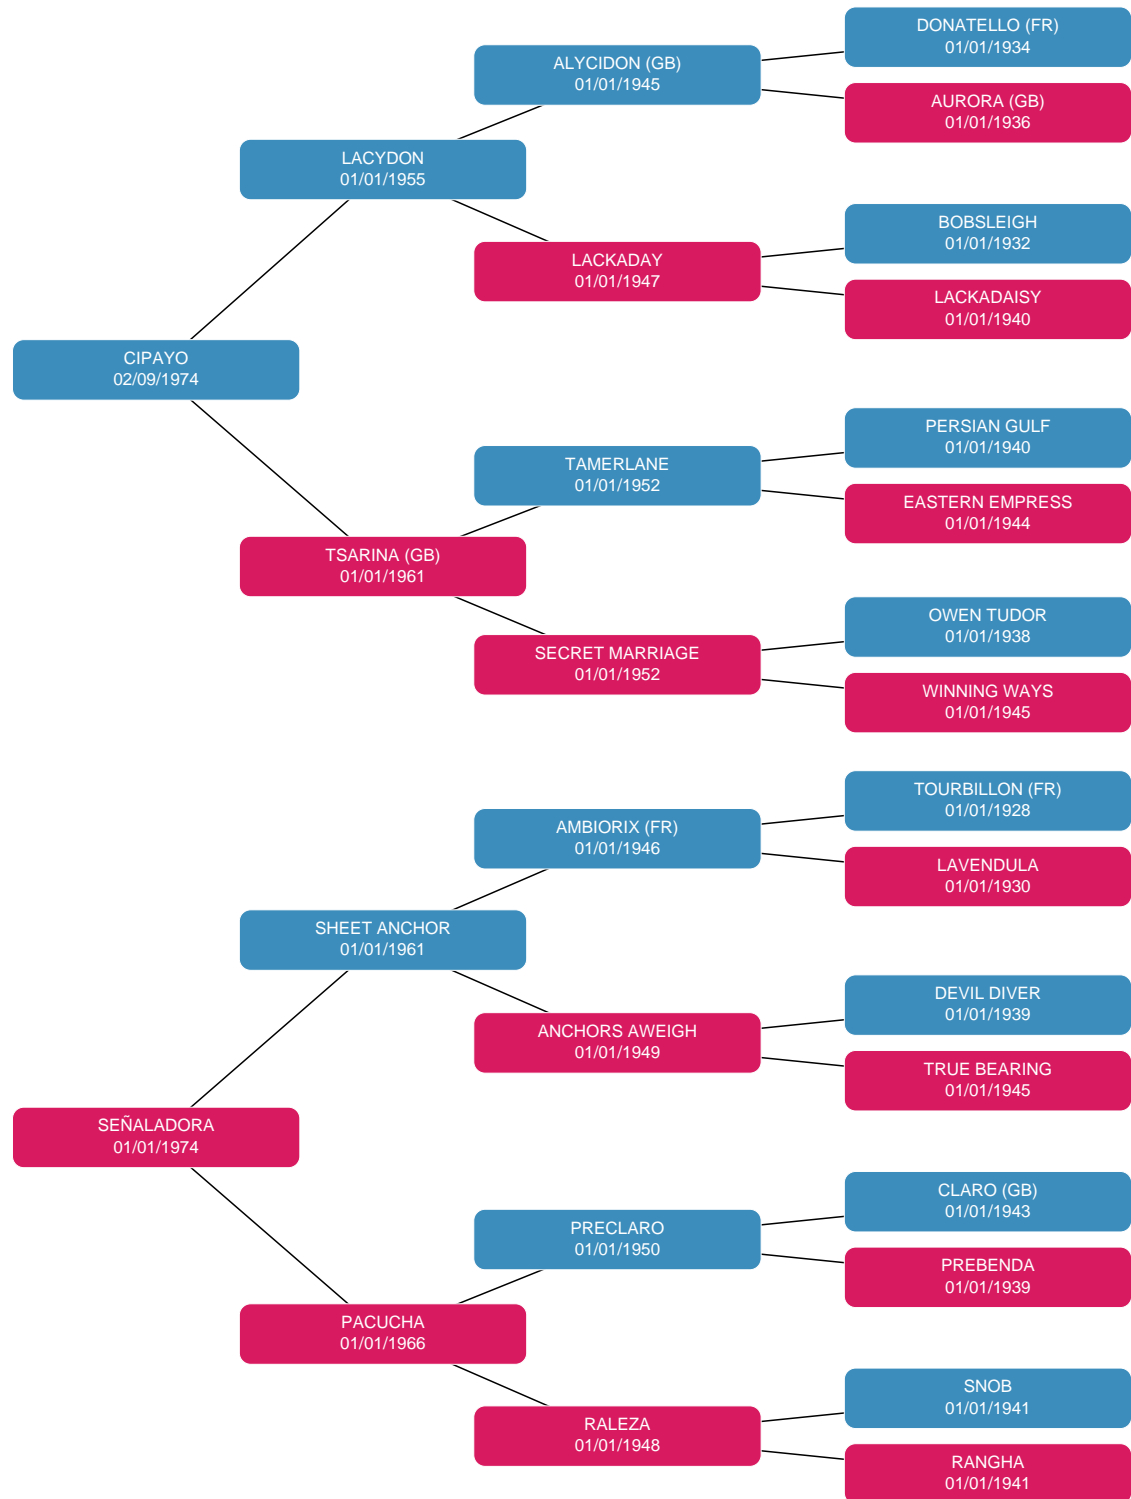 DONATELLO (FR)
01/01/1934
ALYCIDON (GB)
01/01/1945
AURORA (GB)
01/01/1936
LACYDON
01/01/1955
BOBSLEIGH
01/01/1932
LACKADAY
01/01/1947
LACKADAISY
01/01/1940
CIPAYO
02/09/1974
PERSIAN GULF
01/01/1940
TAMERLANE
01/01/1952
EASTERN EMPRESS
01/01/1944
TSARINA (GB)
01/01/1961
OWEN TUDOR
01/01/1938
SECRET MARRIAGE
01/01/1952
WINNING WAYS
01/01/1945
TOURBILLON (FR)
01/01/1928
AMBIORIX (FR)
01/01/1946
LAVENDULA
01/01/1930
SHEET ANCHOR
01/01/1961
DEVIL DIVER
01/01/1939
ANCHORS AWEIGH
01/01/1949
TRUE BEARING
01/01/1945
SEÑALADORA
01/01/1974
CLARO (GB)
01/01/1943
PRECLARO
01/01/1950
PREBENDA
01/01/1939
PACUCHA
01/01/1966
SNOB
01/01/1941
RALEZA
01/01/1948
RANGHA
01/01/1941